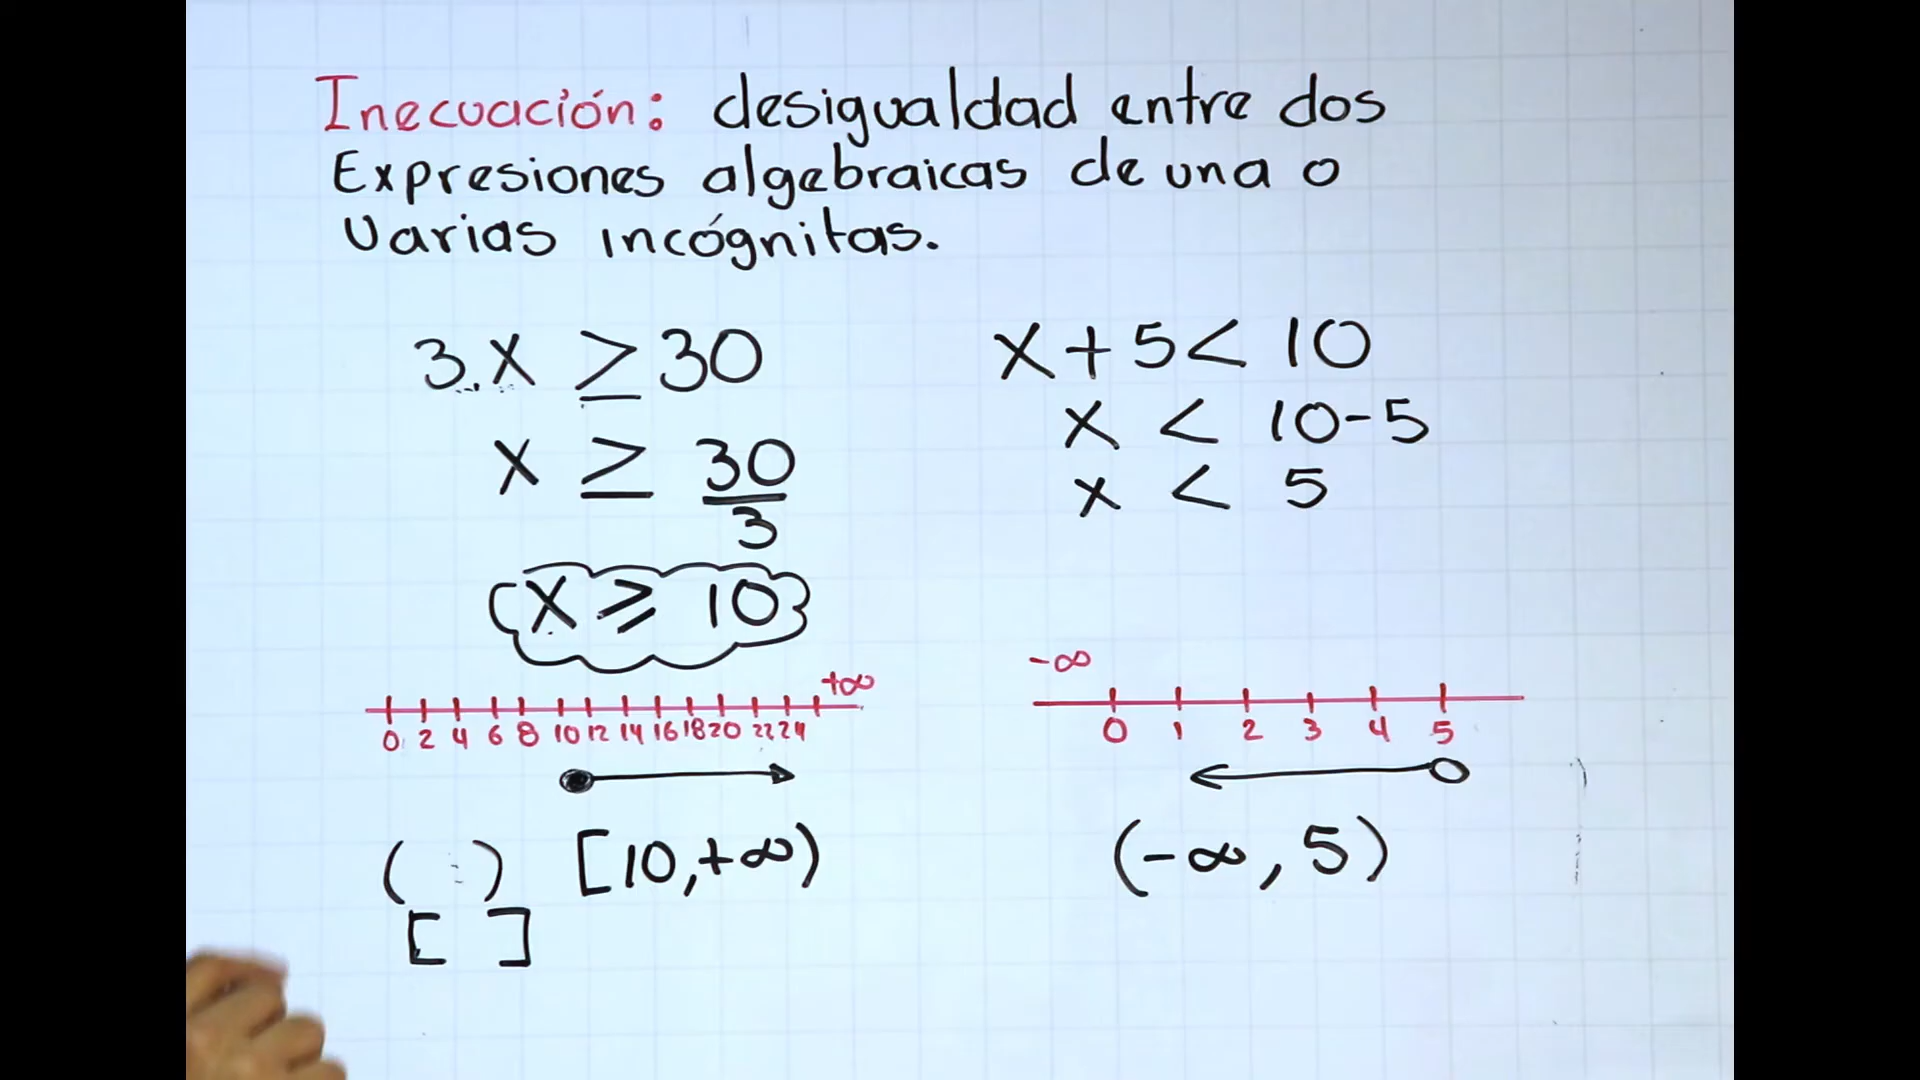 Inecuación: desigualdad entre dos
Expresiones algebraicas de una o
Varias incógnitas.
3.x ≥ 30
x ≥ 30/3
x ≥ 10
+∞
0 2 4 6 8 10 12 14 16 18 20 22 24
( ) [10,+∞)
[ ]
x + 5 < 10
x < 10-5
x < 5
-∞
0 1 2 3 4 5
(-∞, 5)